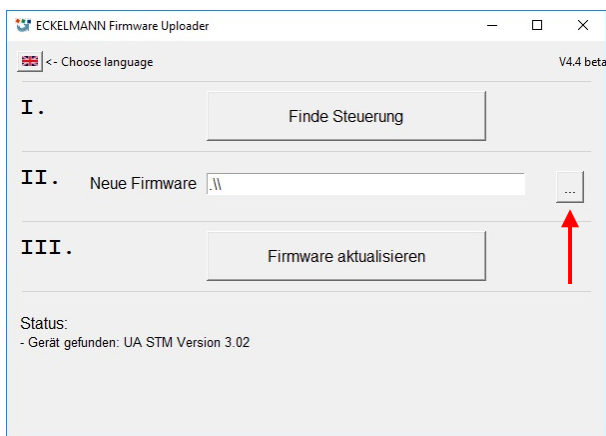 ECKELMANN Firmware Uploader
<- Choose language V4.4 beta
I. Finde Steuerung
II. Neue Firmware .\\ ...
III. Firmware aktualisieren
Status:
- Gerät gefunden: UA STM Version 3.02